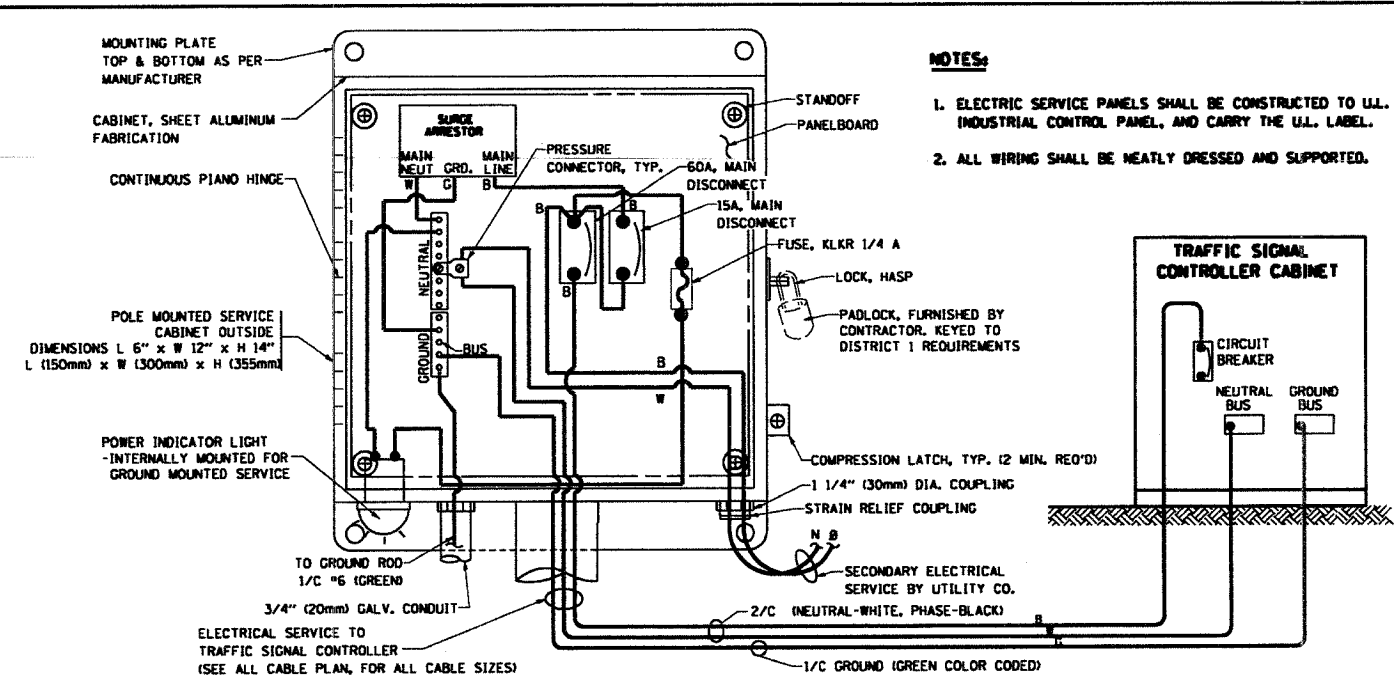 MOUNTING PLATE
TOP & BOTTOM AS PER
MANUFACTURER
CABINET, SHEET ALUMINUM
FABRICATION
CONTINUOUS PIANO HINGE
POLE MOUNTED SERVICE
CABINET OUTSIDE
DIMENSIONS L 6" x W 12" x H 14"
L (150mm) x W (300mm) x H (355mm)
POWER INDICATOR LIGHT
-INTERNALLY MOUNTED FOR
GROUND MOUNTED SERVICE
SURGE
ARRESTOR
MAIN
NEUT
GRD.
MAIN
LINE
W
G
B
PRESSURE
CONNECTOR, TYP.
NEUTRAL
GROUND
BUS
STANDOFF
PANELBOARD
60A, MAIN
DISCONNECT
15A, MAIN
DISCONNECT
B
B
B
FUSE, KLKR 1/4 A
LOCK, HASP
PADLOCK, FURNISHED BY
CONTRACTOR, KEYED TO
DISTRICT 1 REQUIREMENTS
B
W
COMPRESSION LATCH, TYP. (2 MIN. REQ'D)
1 1/4" (30mm) DIA. COUPLING
STRAIN RELIEF COUPLING
N Ø
SECONDARY ELECTRICAL
SERVICE BY UTILITY CO.
TO GROUND ROD
1/C #6 (GREEN)
3/4" (20mm) GALV. CONDUIT
ELECTRICAL SERVICE TO
TRAFFIC SIGNAL CONTROLLER
(SEE ALL CABLE PLAN, FOR ALL CABLE SIZES)
2/C (NEUTRAL-WHITE, PHASE-BLACK)
1/C GROUND (GREEN COLOR CODED)
B
W
G
NOTES:
1. ELECTRIC SERVICE PANELS SHALL BE CONSTRUCTED TO U.L.
INDUSTRIAL CONTROL PANEL, AND CARRY THE U.L. LABEL.
2. ALL WIRING SHALL BE NEATLY DRESSED AND SUPPORTED.
TRAFFIC SIGNAL
CONTROLLER CABINET
CIRCUIT
BREAKER
NEUTRAL
BUS
GROUND
BUS